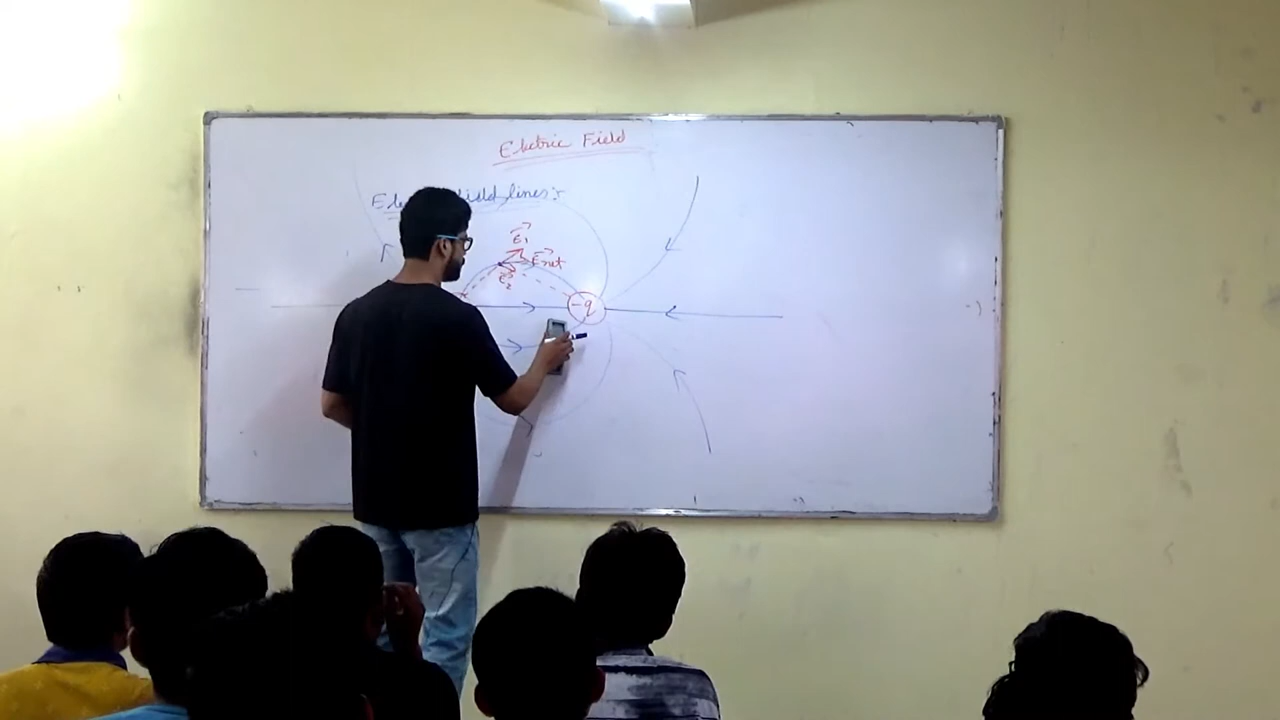 Electric Field
field lines:-
E₁
Enet
E₂
-q